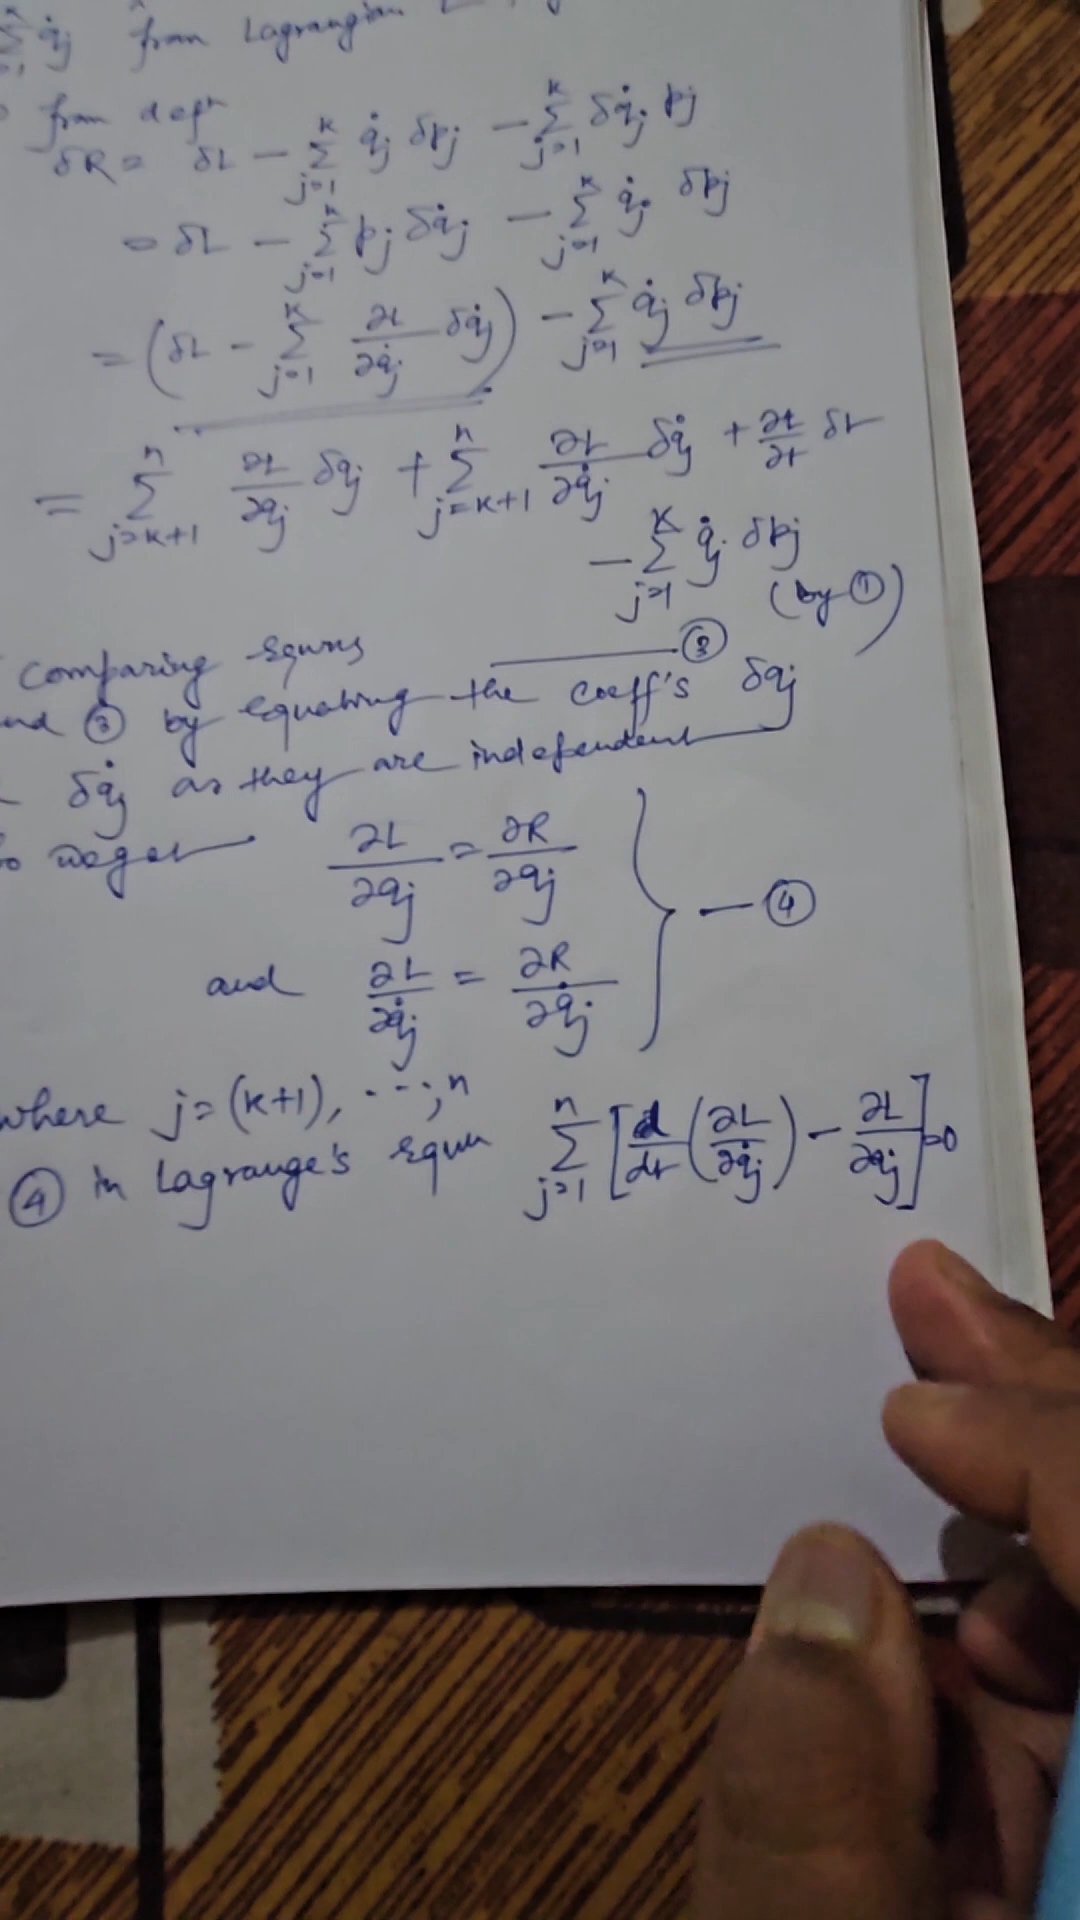 Σ q̇j from Lagrangian
from defn
δR = δL − Σ_{j=1}^{k} q̇j δpj − Σ_{j=1}^{k} δq̇j pj
= δL − Σ_{j=1}^{k} pj δq̇j − Σ_{j=1}^{k} q̇j δpj
= (δL − Σ_{j=1}^{k} ∂L/∂q̇j δq̇j) − Σ_{j=1}^{k} q̇j δpj
= Σ_{j=k+1}^{n} ∂L/∂qj δqj + Σ_{j=k+1}^{n} ∂L/∂q̇j δq̇j + ∂L/∂t δt
− Σ_{j=1}^{k} q̇j δpj
(by ①)
③
Comparing equns
and ③ by equating the coeff's δqj
δq̇j as they are independent
∂L/∂qj = ∂R/∂qj
and ∂L/∂q̇j = ∂R/∂q̇j } — ④
where j = (k+1), ...., n
④ in Lagrange's equn Σ_{j=1}^{n} [d/dt (∂L/∂q̇j) − ∂L/∂qj] = 0